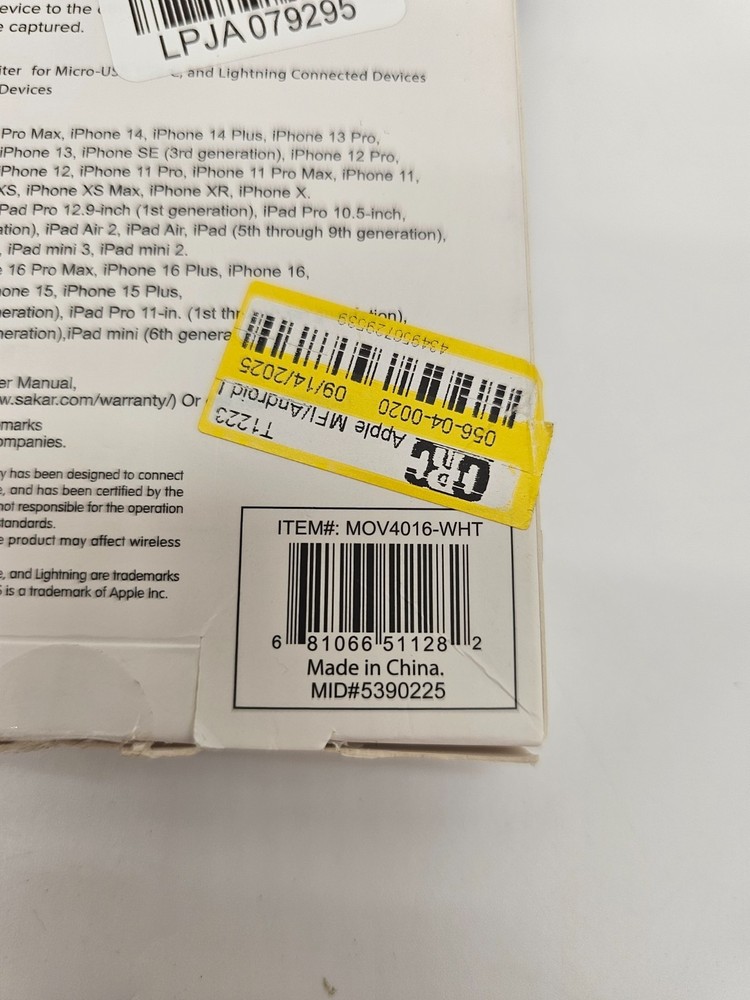 evice to the
e captured.
LPJA079295
ter for Micro-US
, and Lightning Connected Devices
Devices
Pro Max, iPhone 14, iPhone 14 Plus, iPhone 13 Pro,
iPhone 13, iPhone SE (3rd generation), iPhone 12 Pro,
Phone 12, iPhone 11 Pro, iPhone 11 Pro Max, iPhone 11,
XS, iPhone XS Max, iPhone XR, iPhone X.
Pad Pro 12.9-inch (1st generation), iPad Pro 10.5-inch,
ation), iPad Air 2, iPad Air, iPad (5th through 9th generation),
, iPad mini 3, iPad mini 2.
e 16 Pro Max, iPhone 16 Plus, iPhone 16,
one 15, iPhone 15 Plus,
neration), iPad Pro 11-in. (1st thr
tion),
neration),iPad mini (6th genera
er Manual,
w.sakar.com/warranty/) Or
marks
ompanies.
y has been designed to connect
e, and has been certified by the
not responsible for the operation
tandards.
e product may affect wireless
e, and Lightning are trademarks
S is a trademark of Apple Inc.
T1223
Apple MFI/Android
056-04-0020 09/14/2025
ITEM#: MOV4016-WHT
6 81066 51128 2
Made in China.
MID#5390225